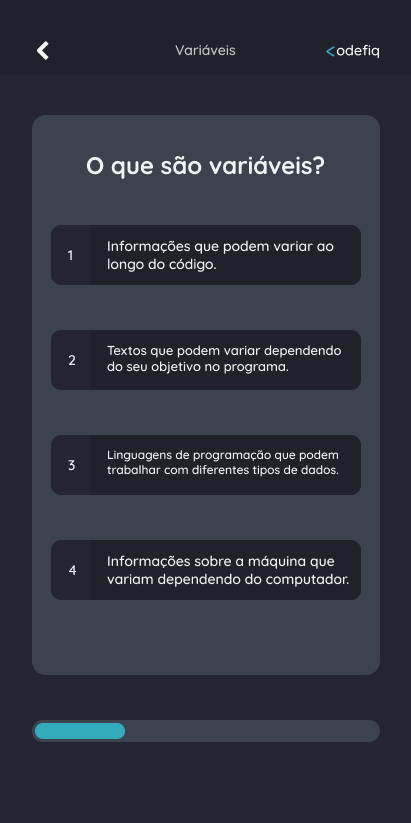 Variáveis
<odefiq
O que são variáveis?
1
Informações que podem variar ao
longo do código.
2
Textos que podem variar dependendo
do seu objetivo no programa.
3
Linguagens de programação que podem
trabalhar com diferentes tipos de dados.
4
Informações sobre a máquina que
variam dependendo do computador.